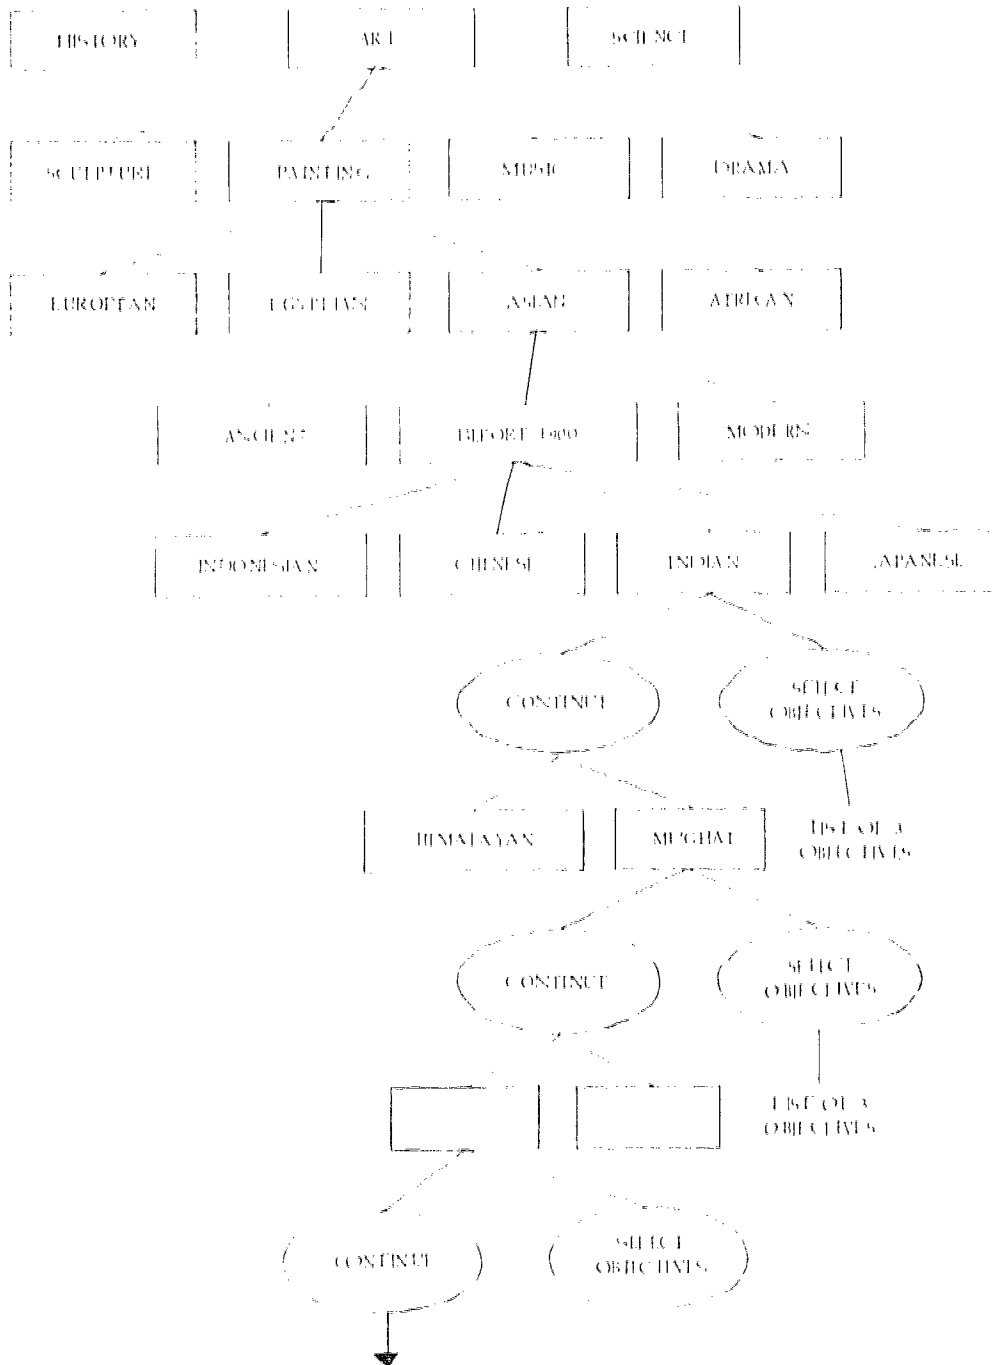 HISTORY
ART
SCIENCE
SCULPTURE
PAINTING
MUSIC
DRAMA
EUROPEAN
EGYPTIAN
ASIAN
AFRICAN
ANCIENT
BEFORE 1900
MODERN
INDONESIAN
CHINESE
INDIAN
JAPANESE
CONTINUE
SELECT
OBJECTIVES
HIMALAYAN
MUGHAL
LIST OF 3
OBJECTIVES
CONTINUE
SELECT
OBJECTIVES
LIST OF 3
OBJECTIVES
CONTINUE
SELECT
OBJECTIVES